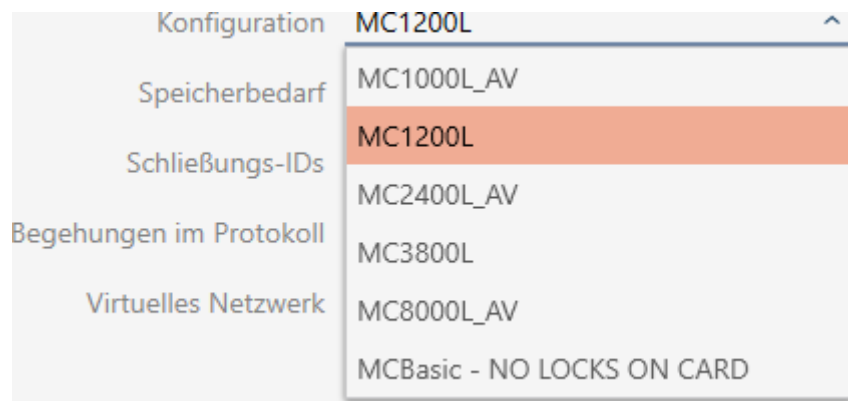 Konfiguration MC1200L
MC1000L_AV
Speicherbedarf
MC1200L
Schließungs-IDs
MC2400L_AV
Begehungen im Protokoll
MC3800L
Virtuelles Netzwerk
MC8000L_AV
MCBasic - NO LOCKS ON CARD